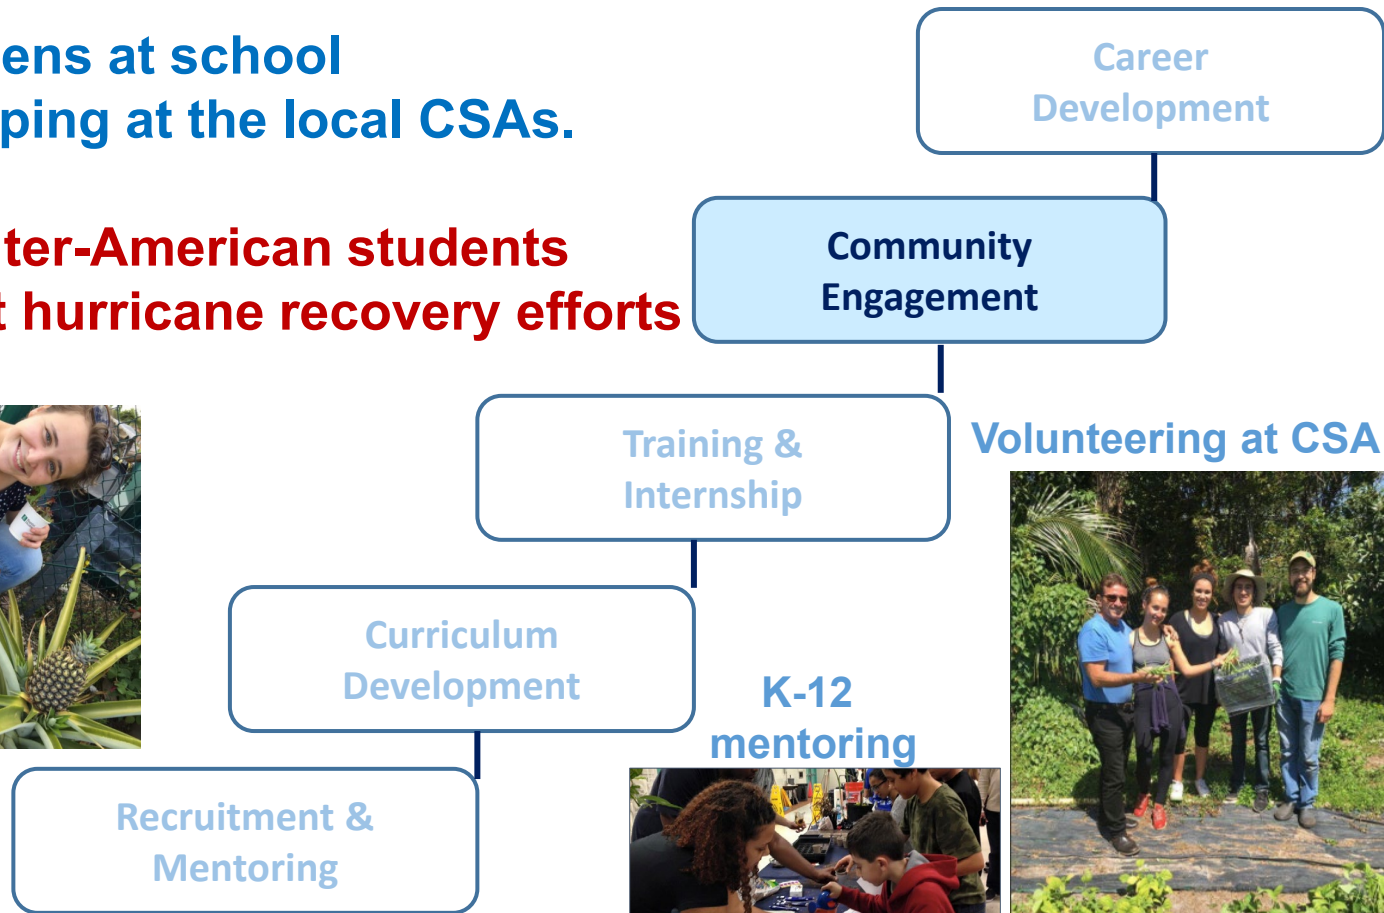 ens at school
ping at the local CSAs.
ter-American students
t hurricane recovery efforts
Career
Development
Community
Engagement
Training &
Internship
Volunteering at CSA
Curriculum
Development
K-12
mentoring
Recruitment &
Mentoring